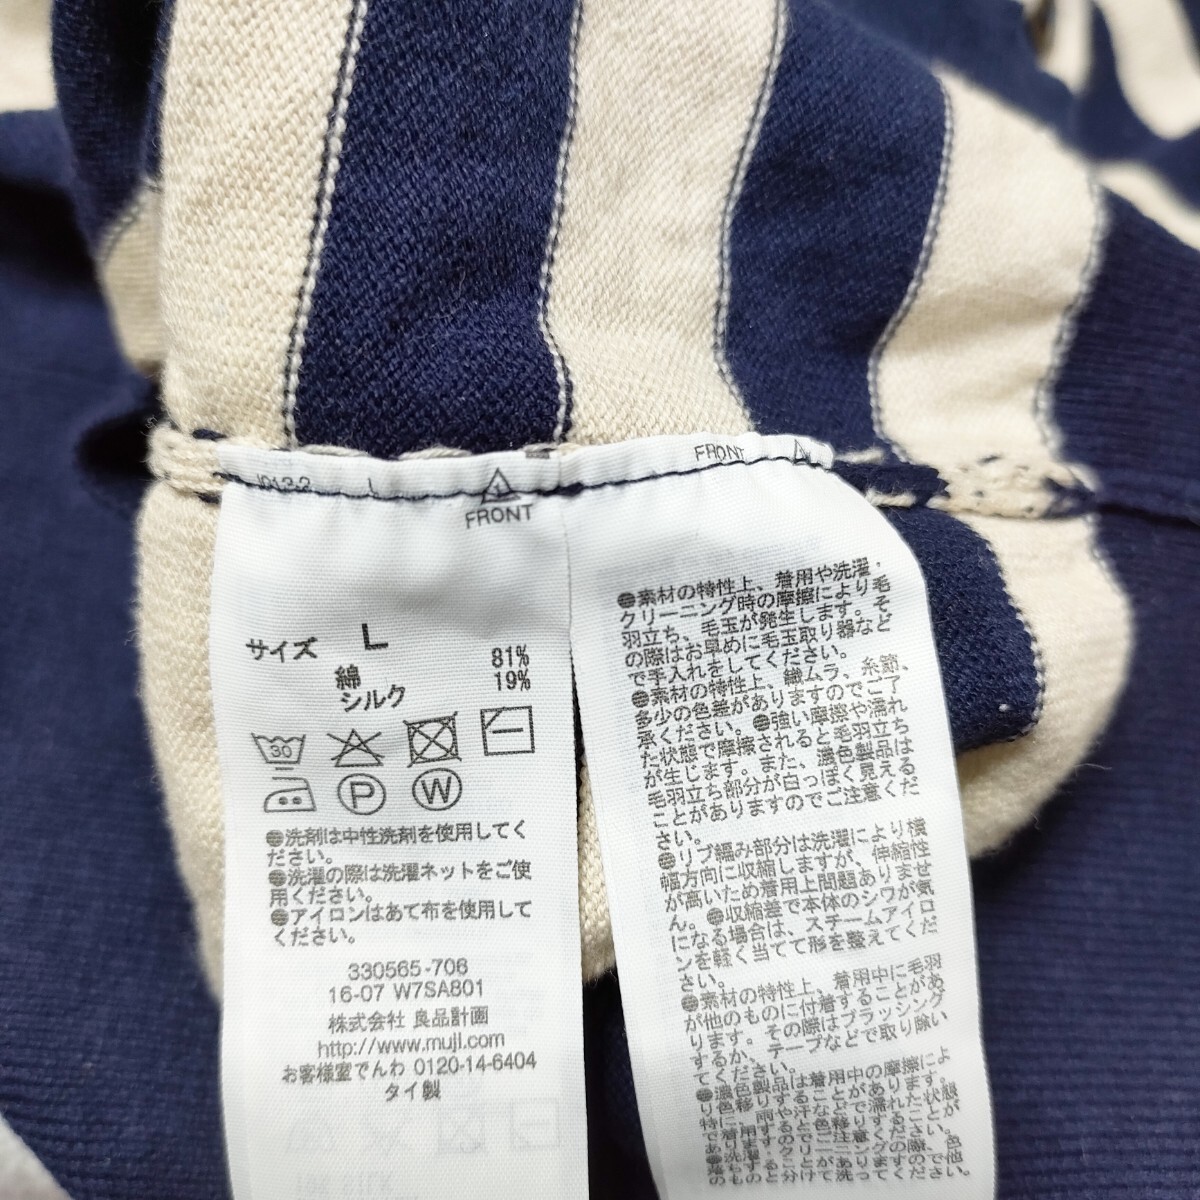 1012-2 L
FRONT
サイズ L
綿 81%
シルク 19%
30
P W
●洗剤は中性洗剤を使用してく
ださい。
●洗濯の際は洗濯ネットをご使
用ください。
●アイロンはあて布を使用して
ください。
330565-706
16-07 W7SA801
株式会社 良品計画
http://www.muji.com
お客様室でんわ 0120-14-6404
タイ製
FRONT
●素材の特性上、着用や洗濯・
クリーニング時の摩擦により毛
羽立ち、毛玉が発生します。そ
の際はお早めに毛玉取り器など
で手入れをしてください。
●素材の特性上、織ムラ、糸節、
多少の色差がありますのでご了
承ください。●強い摩擦や濡れ
た状態で摩擦されると毛羽立ち
が生じます。また、濃色製品は
毛羽立ち部分が白っぽく見える
ことがありますのでご注意くだ
さい。
●リブ編み部分は洗濯により横
幅方向に収縮しますが、伸縮性
が高いため着用上問題ありませ
ん。●収縮差で本体のシワが気
になる場合は、スチームアイロ
ンを軽く当てて形を整えてくだ
さい。
●素材の特性上、着用中に毛羽
が他のものに付着することがあ
ります。その際はブラッシング
するか、テープなどで取り除い
てください。